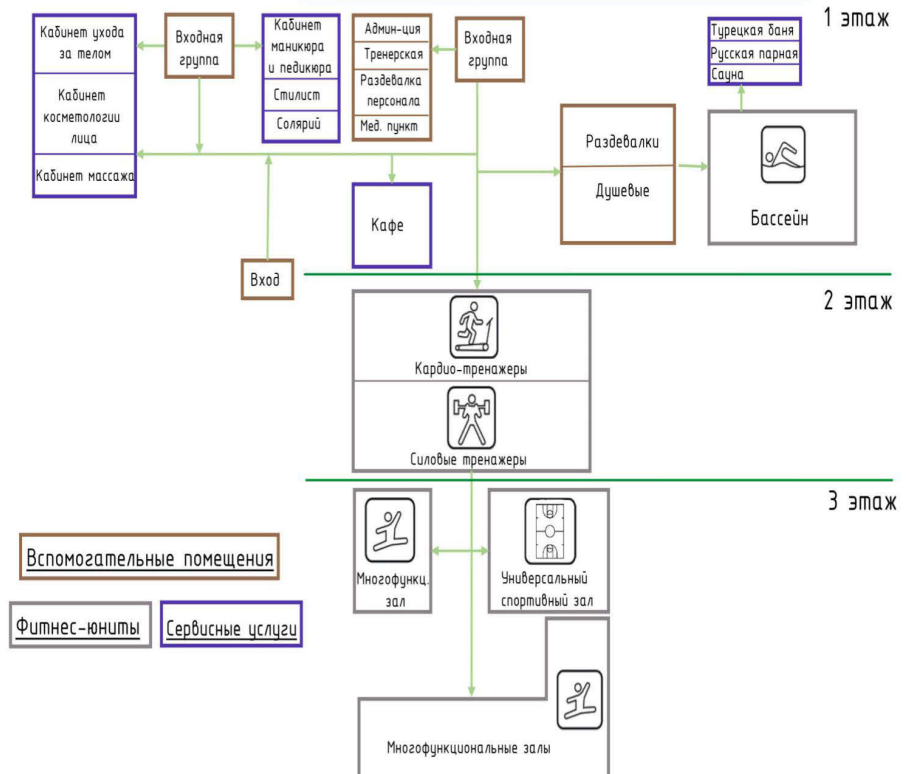 1 этаж
Кабинет ухода
за телом
Кабинет
косметологии
лица
Кабинет массажа
Входная
группа
Кабинет
маникюра
и педикюра
Стилист
Солярий
Админ-ция
Тренерская
Раздевалка
персонала
Мед. пункт
Входная
группа
Турецкая баня
Русская парная
Сауна
Раздевалки
Душевые
Бассейн
Кафе
Вход
2 этаж
Кардио-тренажеры
Силовые тренажеры
3 этаж
Многофункц.
зал
Универсальный
спортивный зал
Многофункциональные залы
Вспомогательные помещения
Фитнес-юниты
Сервисные услуги